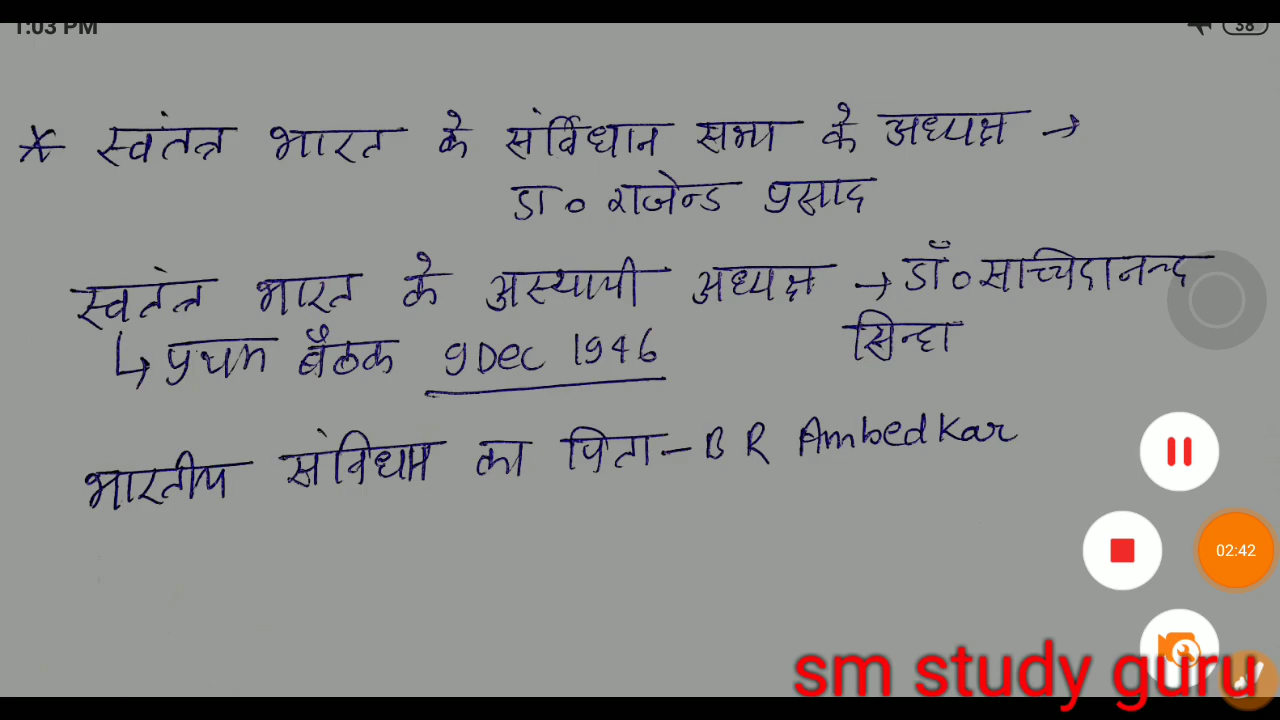 1:03 PM
38
* स्वतंत्र भारत के संर्विधान सभा के अध्यक्ष →
डा० राजेन्ड प्रसाद
स्वतंत्र भारत के अस्थायी अध्यक्ष → डॉ० साच्चिदानन्द
सिन्हा
↳ प्रथम बैठक 9 Dec 1946
भारतीय संविधान का पिता - B R Ambedkar
02:42
sm study guru